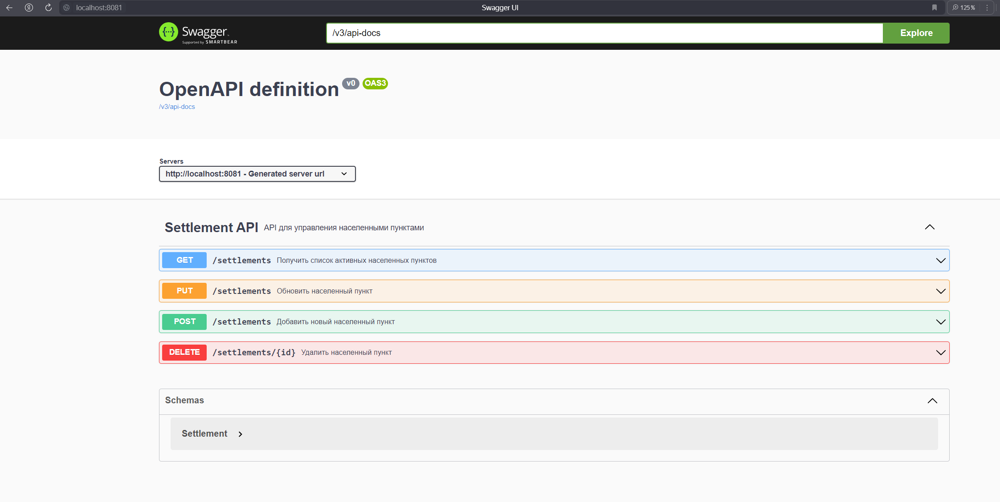 localhost:8081 Swagger UI 125%
Swagger
Supported by SMARTBEAR
/v3/api-docs Explore
OpenAPI definition v0 OAS3
/v3/api-docs
Servers
http://localhost:8081 - Generated server url
Settlement API API для управления населенными пунктами
GET /settlements Получить список активных населенных пунктов
PUT /settlements Обновить населенный пункт
POST /settlements Добавить новый населенный пункт
DELETE /settlements/{id} Удалить населенный пункт
Schemas
Settlement